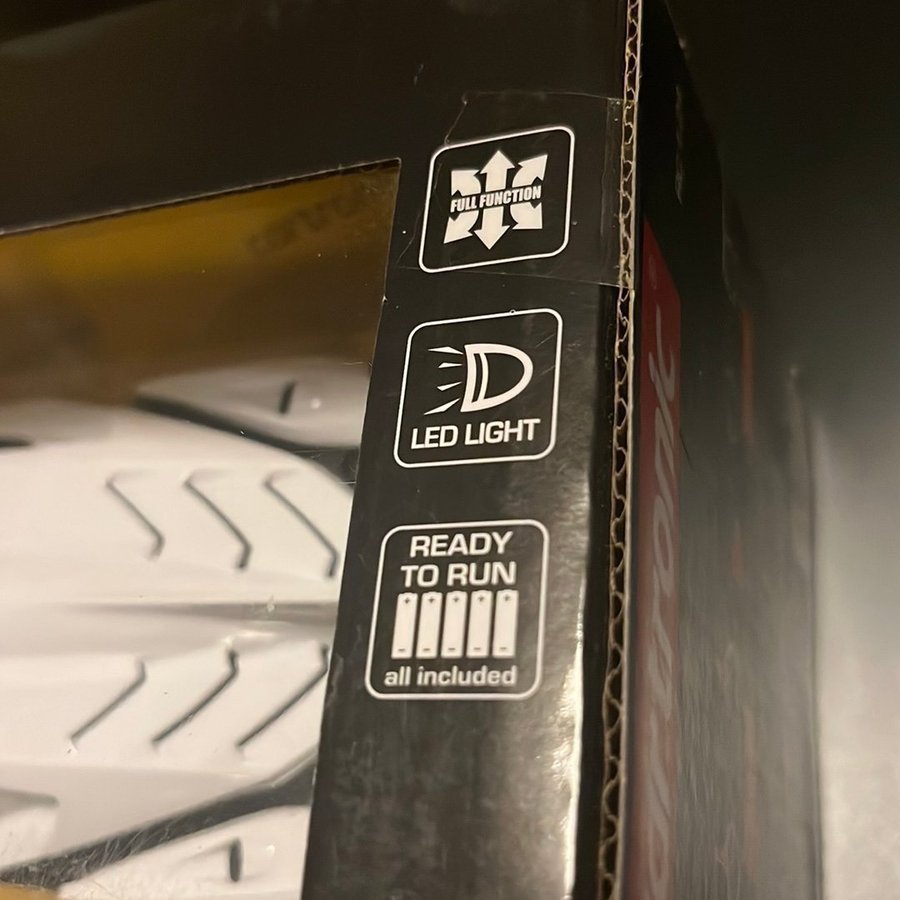 FULL FUNCTION
LED LIGHT
READY
TO RUN
all included